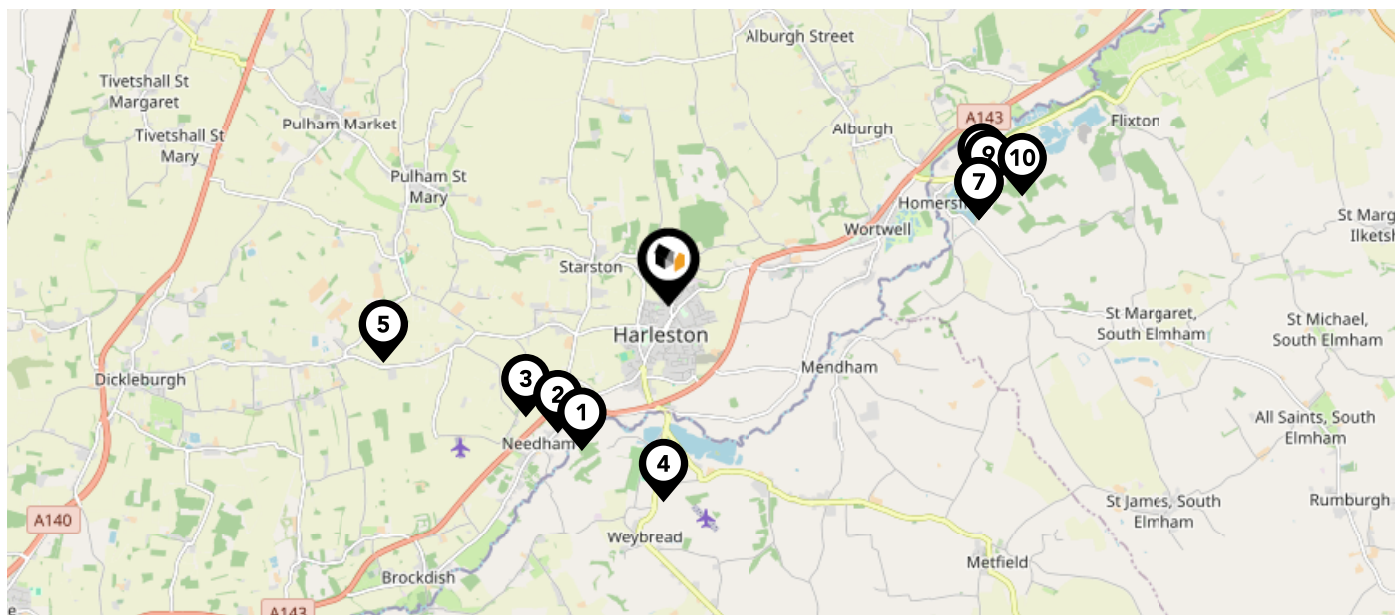 Alburgh Street
Tivetshall St
Margaret
A143
Pulham Market
Tivetshall St
Mary
Alburgh
Flixton
9
10
7
Pulham St
Mary
Homers
St Marg
Ilketsh
Wortwell
Starston
5
Harleston
St Margaret,
South Elmham
St Michael,
South Elmham
Dickleburgh
3
2
1
Mendham
Needham
All Saints, South
Elmham
4
A140
St James, South
Elmham
Rumburgh
Weybread
Metfield
Brockdish
A143
e